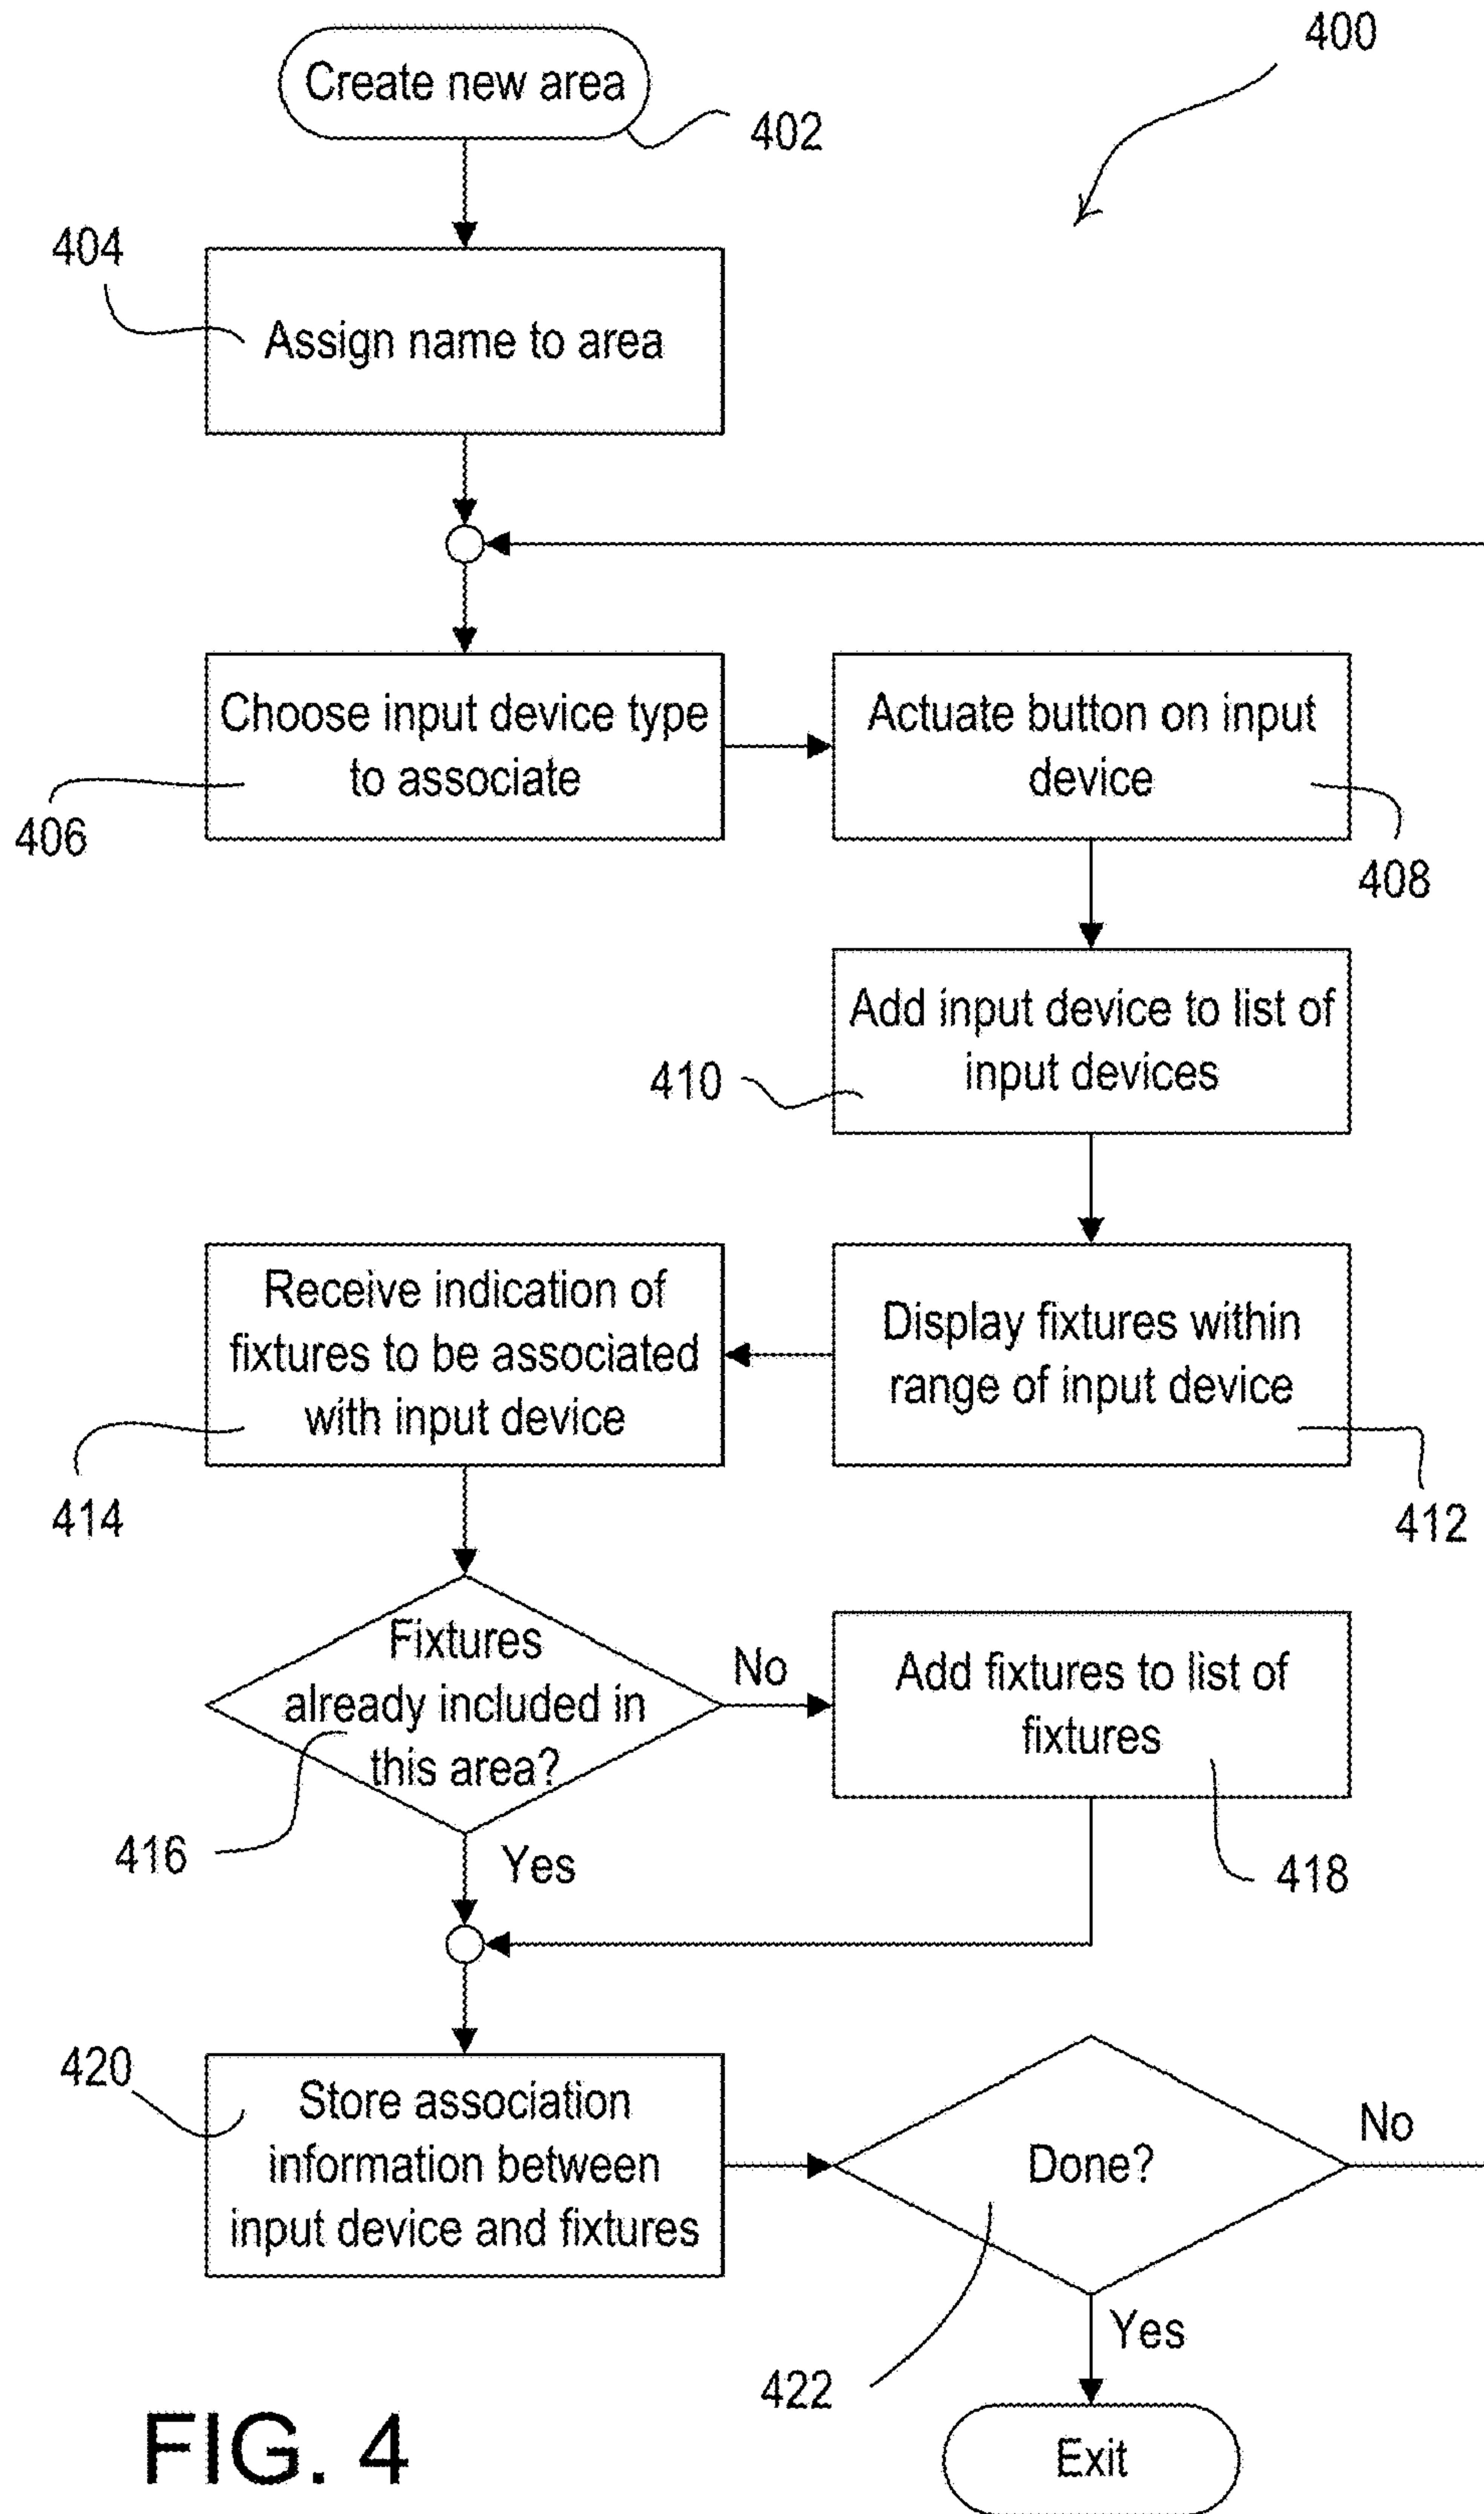 400
Create new area
402
404
Assign name to area
Choose input device type
to associate
406
Actuate button on input
device
408
Add input device to list of
input devices
410
Receive indication of
fixtures to be associated
with input device
414
Display fixtures within
range of input device
412
Fixtures
already included in
this area?
416
No
Yes
Add fixtures to list of
fixtures
418
420
Store association
information between
input device and fixtures
Done?
No
422
Yes
Exit
FIG. 4